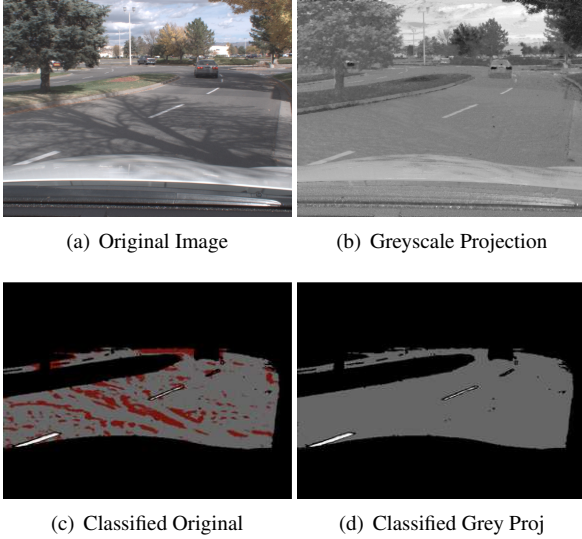 (a) Original Image
(b) Greyscale Projection
(c) Classified Original
(d) Classified Grey Proj